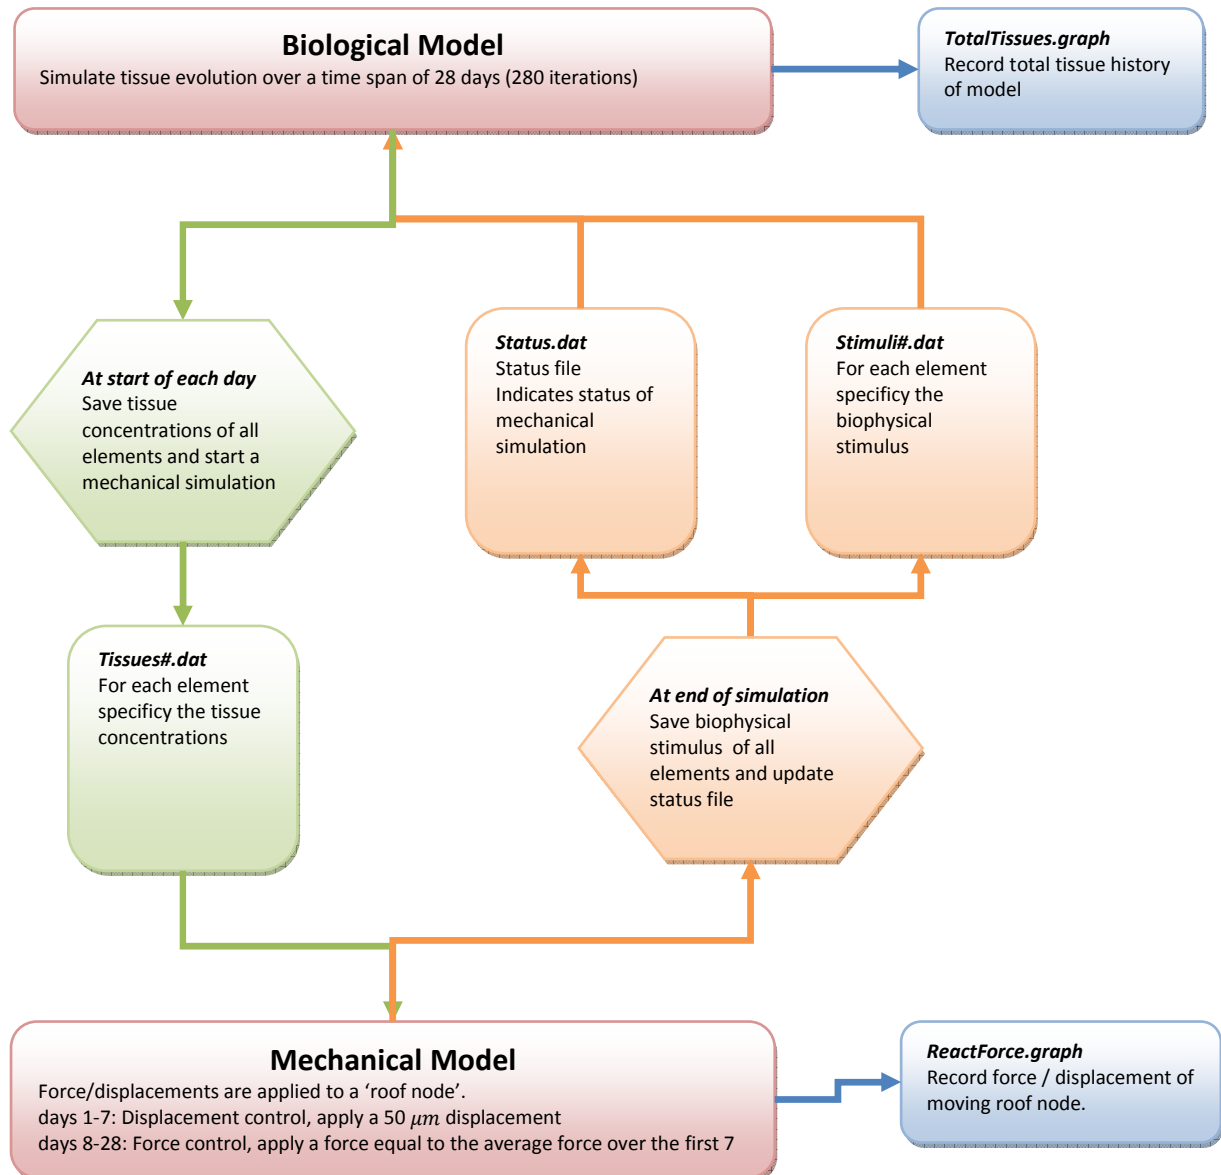 Biological Model
Simulate tissue evolution over a time span of 28 days (280 iterations)
TotalTissues.graph
Record total tissue history
of model
At start of each day
Save tissue
concentrations of all
elements and start a
mechanical simulation
Status.dat
Status file
Indicates status of
mechanical
simulation
Stimuli#.dat
For each element
specificy the
biophysical
stimulus
Tissues#.dat
For each element
specificy the tissue
concentrations
At end of simulation
Save biophysical
stimulus of all
elements and update
status file
Mechanical Model
Force/displacements are applied to a ‘roof node’.
days 1-7: Displacement control, apply a 50 μm displacement
days 8-28: Force control, apply a force equal to the average force over the first 7
ReactForce.graph
Record force / displacement of
moving roof node.